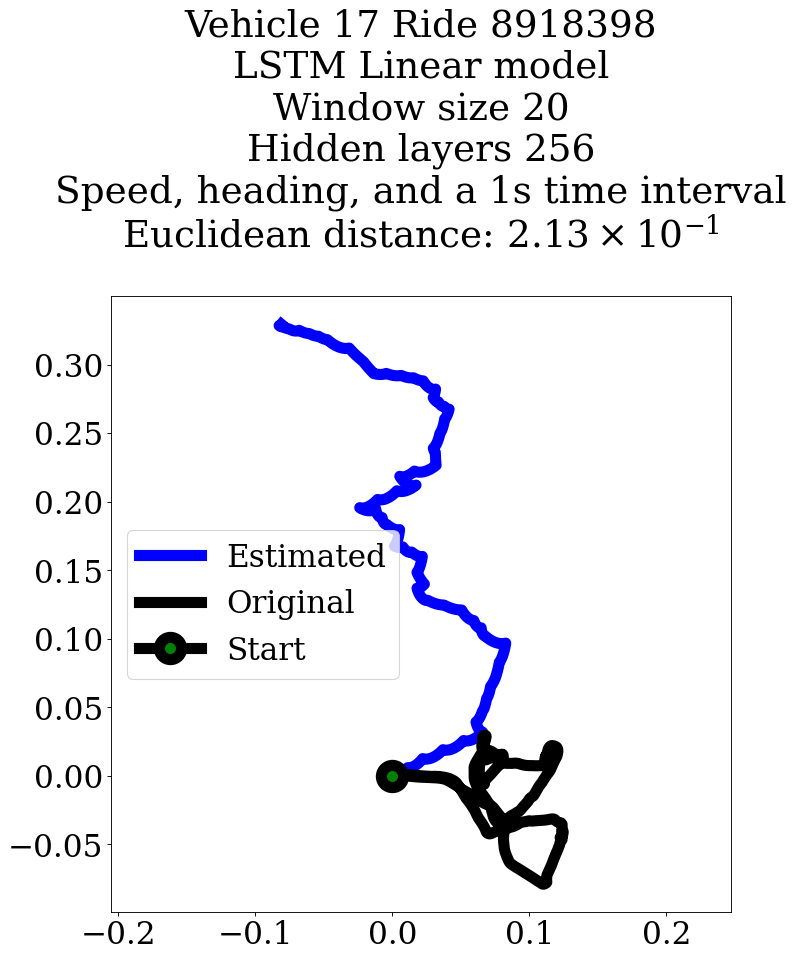 Vehicle 17 Ride 8918398
LSTM Linear model
Window size 20
Hidden layers 256
Speed, heading, and a 1s time interval
Euclidean distance: 2.13 × 10⁻¹
0.30
0.25
0.20
0.15
0.10
0.05
0.00
−0.05
Estimated
Original
Start
−0.2
−0.1
0.0
0.1
0.2